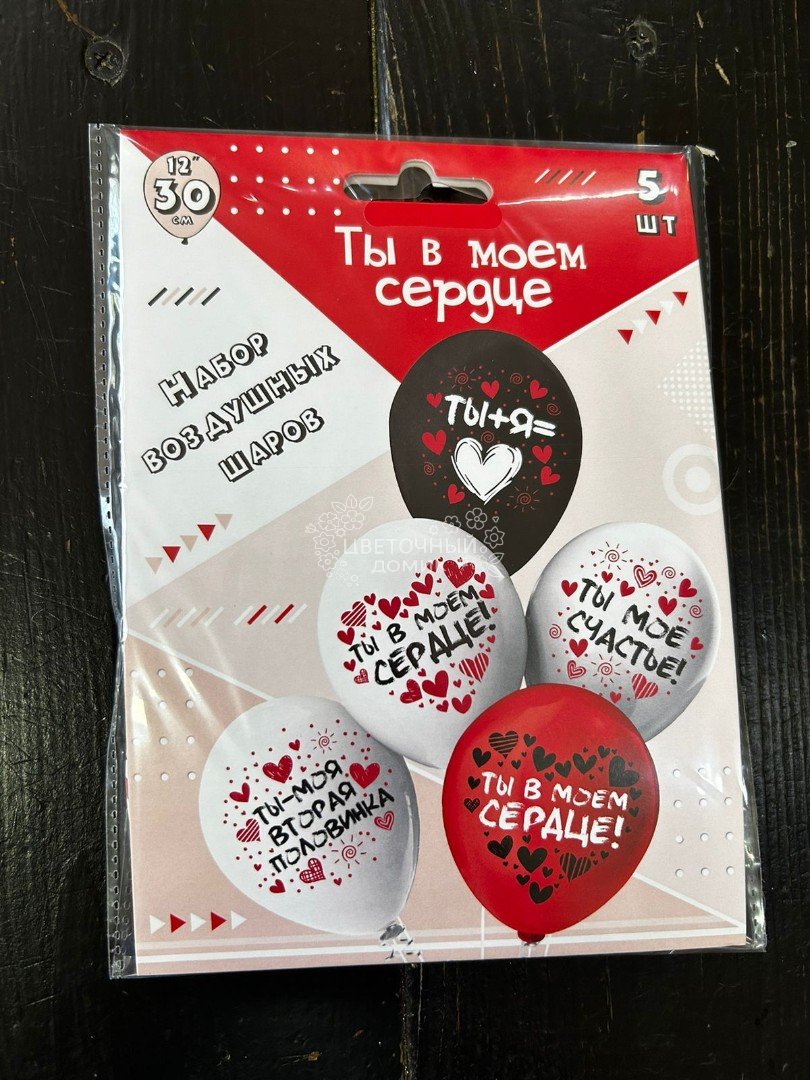 12"
30
см
5
шт
Ты в моем
сердце
Набор
воздушных
шаров
ТЫ+Я=
ЦВЕТОЧНЫЙ
ДОМИК
ТЫ В МОЕМ
СЕРДЦЕ!
ТЫ МОЕ
СЧАСТЬЕ!
ТЫ-МОЯ
ВТОРАЯ
ПОЛОВИНКА
ТЫ В МОЕМ
СЕРДЦЕ!